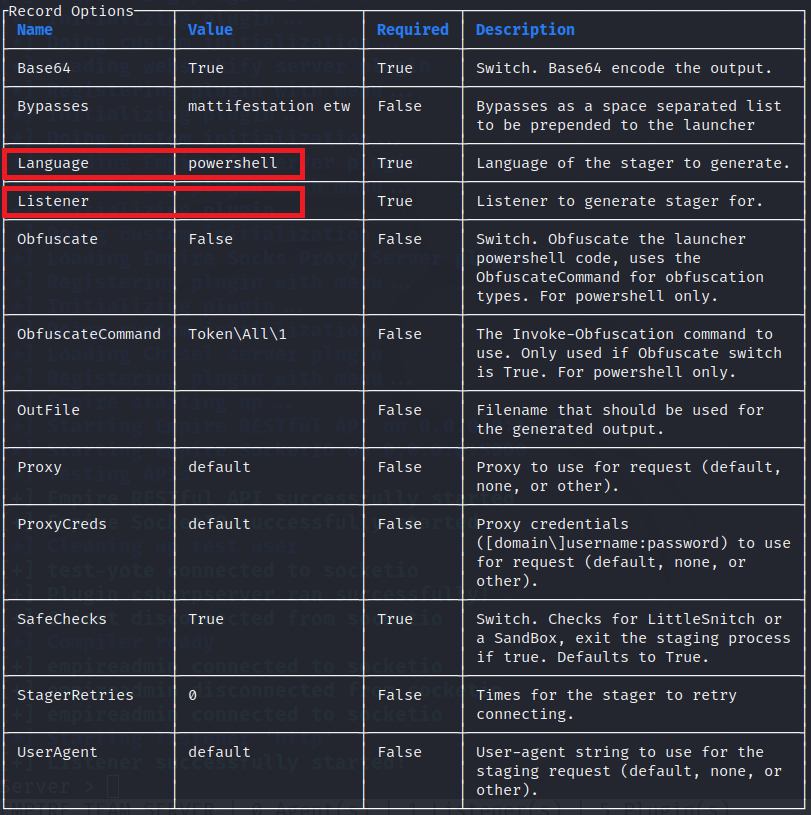 Record Options
Name Value Required Description
Base64 True True Switch. Base64 encode the output.
Bypasses mattifestation etw False Bypasses as a space separated list
to be prepended to the launcher
Language powershell True Language of the stager to generate.
Listener True Listener to generate stager for.
Obfuscate False False Switch. Obfuscate the launcher
powershell code, uses the
ObfuscateCommand for obfuscation
types. For powershell only.
ObfuscateCommand Token\All\1 False The Invoke-Obfuscation command to
use. Only used if Obfuscate switch
is True. For powershell only.
OutFile False Filename that should be used for
the generated output.
Proxy default False Proxy to use for request (default,
none, or other).
ProxyCreds default False Proxy credentials
([domain\]username:password) to use
for request (default, none, or
other).
SafeChecks True True Switch. Checks for LittleSnitch or
a SandBox, exit the staging process
if true. Defaults to True.
StagerRetries 0 False Times for the stager to retry
connecting.
UserAgent default False User-agent string to use for the
staging request (default, none, or
other).